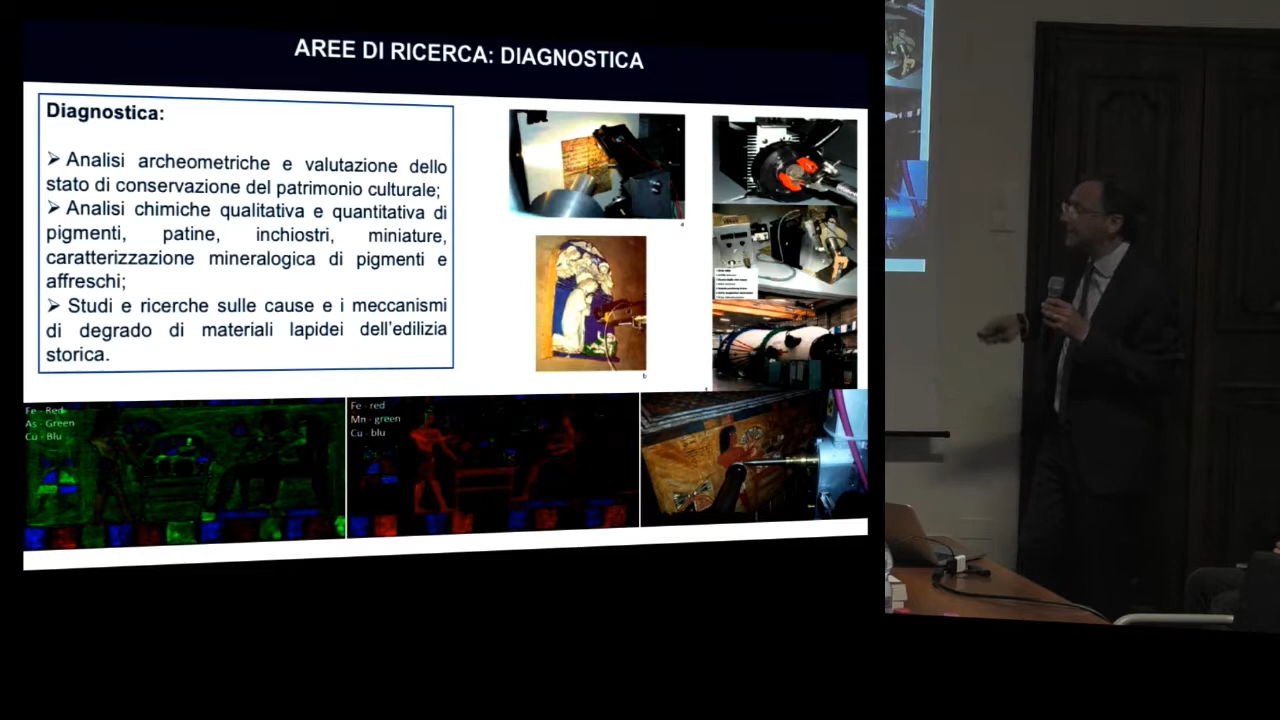 AREE DI RICERCA: DIAGNOSTICA
Diagnostica:
➢ Analisi archeometriche e valutazione dello
stato di conservazione del patrimonio culturale;
➢ Analisi chimiche qualitativa e quantitativa di
pigmenti, patine, inchiostri, miniature,
caratterizzazione mineralogica di pigmenti e
affreschi;
➢ Studi e ricerche sulle cause e i meccanismi
di degrado di materiali lapidei dell'edilizia
storica.
a
b
Fe - Red
As - Green
Cu - Blu
Fe - red
Mn - green
Cu - blu